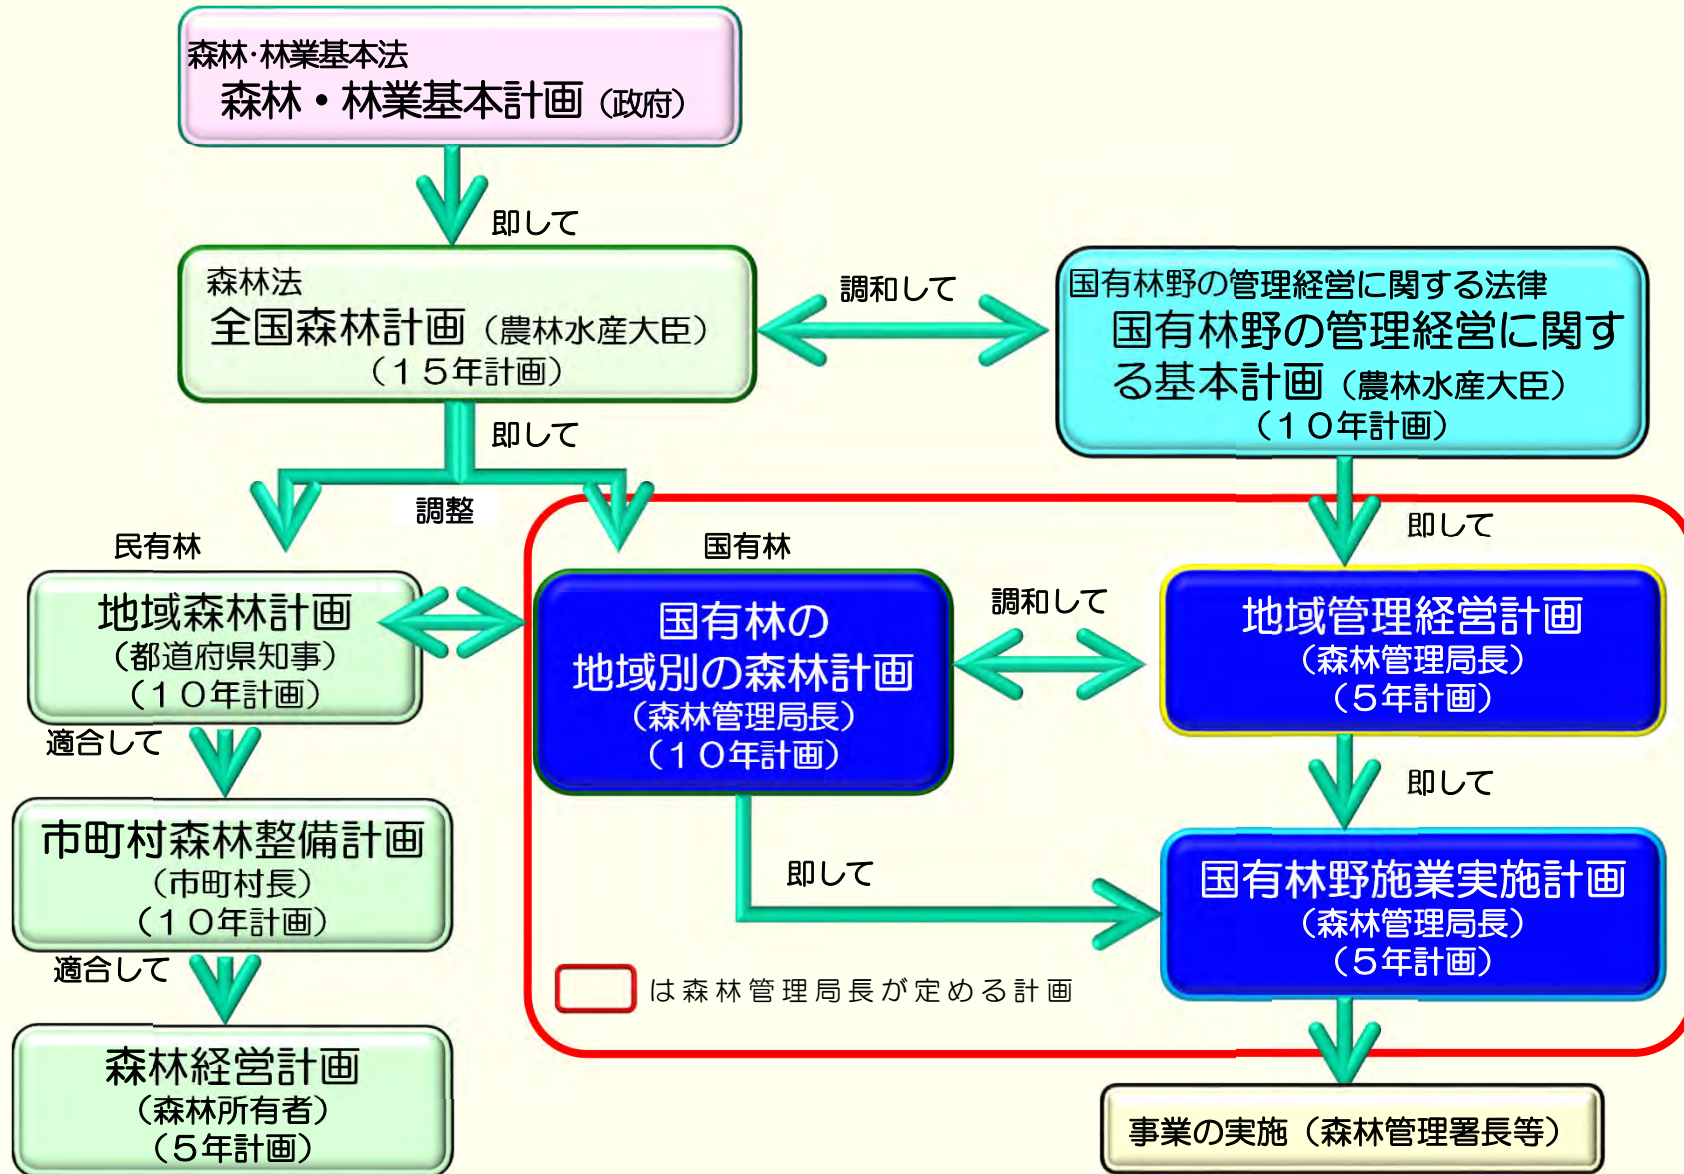 森林・林業基本法
森林・林業基本計画（政府）
即して
森林法
全国森林計画（農林水産大臣）
（１５年計画）
調和して
国有林野の管理経営に関する法律
国有林野の管理経営に関す
る基本計画（農林水産大臣）
（１０年計画）
即して
調整
即して
民有林
国有林
地域森林計画
（都道府県知事）
（１０年計画）
国有林の
地域別の森林計画
（森林管理局長）
（１０年計画）
調和して
地域管理経営計画
（森林管理局長）
（５年計画）
適合して
即して
市町村森林整備計画
（市町村長）
（１０年計画）
即して
国有林野施業実施計画
（森林管理局長）
（５年計画）
適合して
は森林管理局長が定める計画
森林経営計画
（森林所有者）
（５年計画）
事業の実施（森林管理署長等）